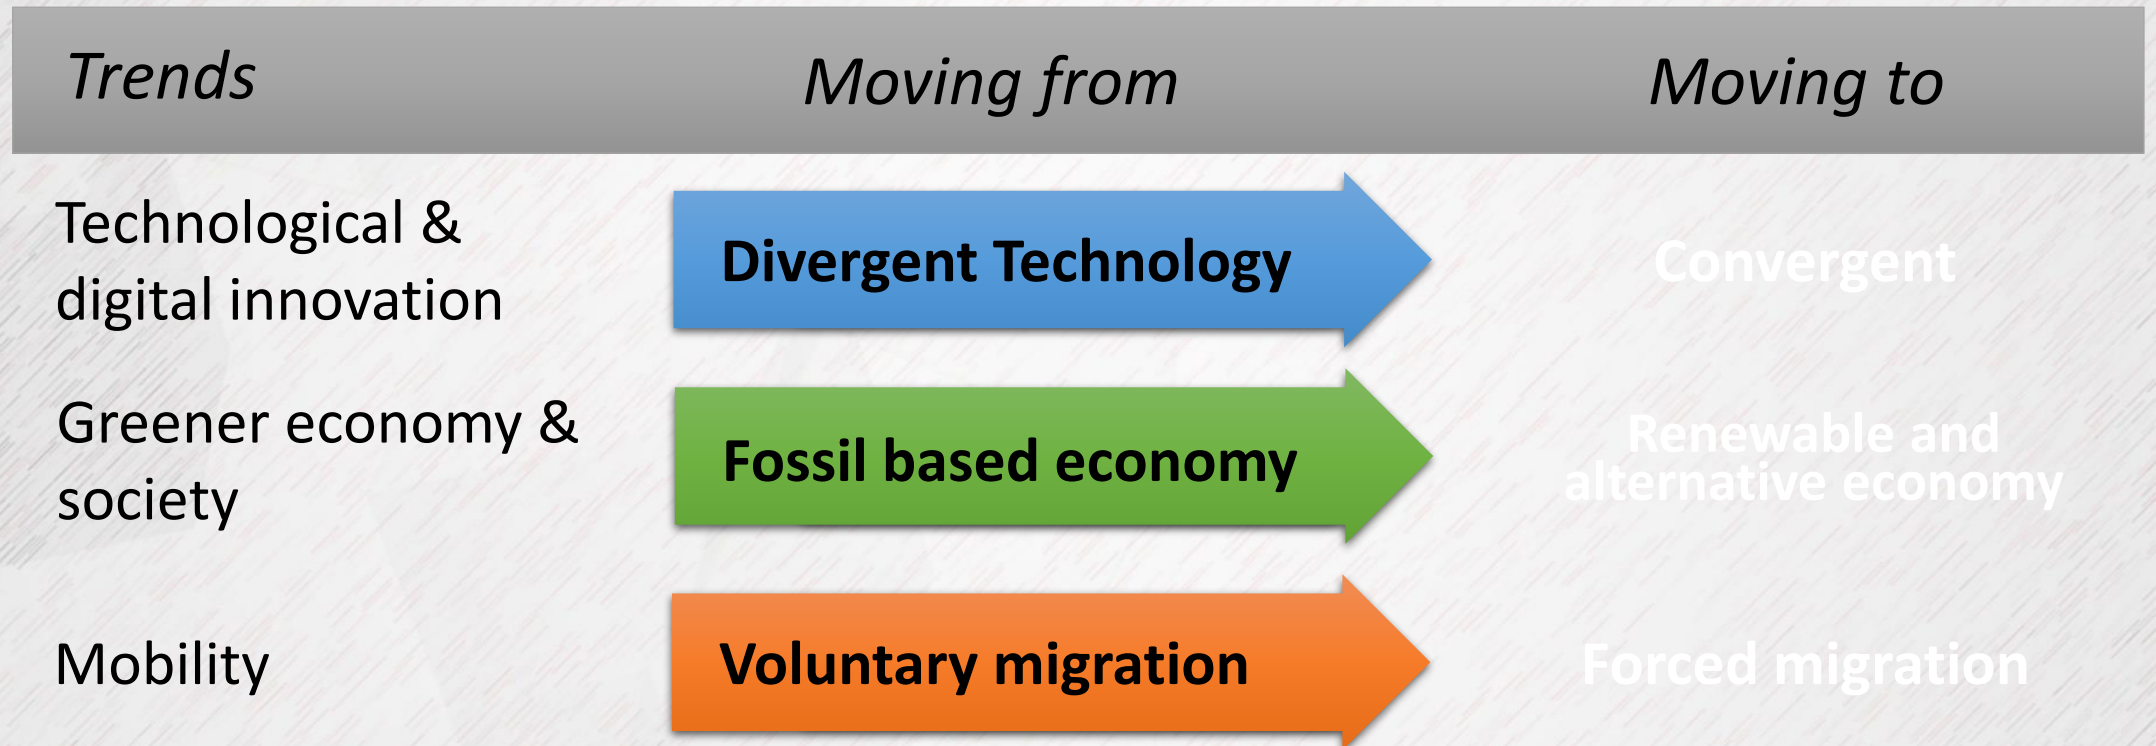 Trends
Moving from
Moving to
Technological &
digital innovation
Divergent Technology
Convergent
Greener economy &
society
Fossil based economy
Renewable and
alternative economy
Mobility
Voluntary migration
Forced migration